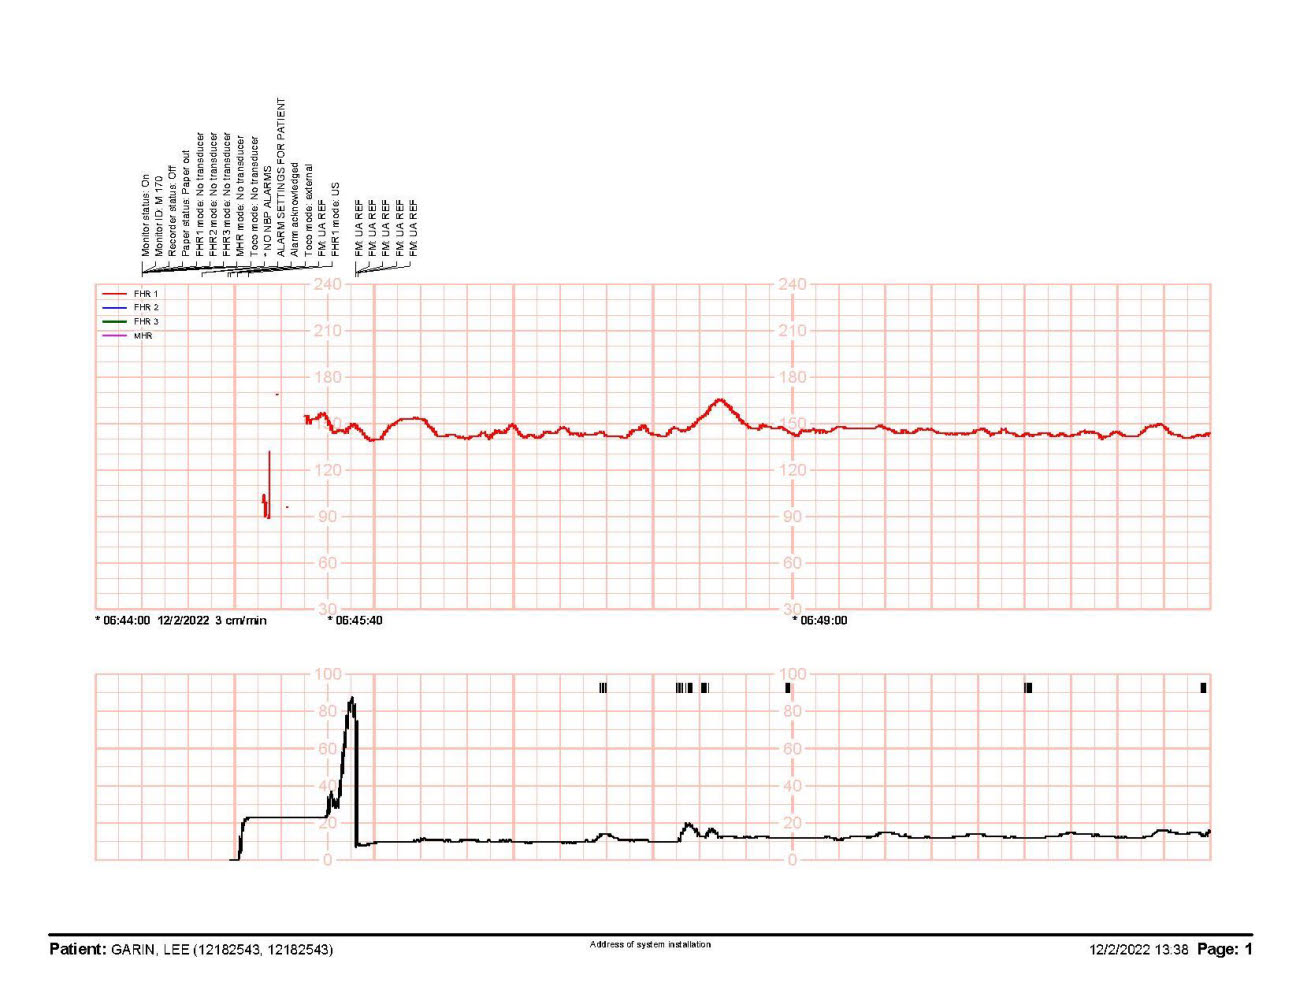 Monitor status: On
Monitor ID: M 170
Recorder status: Off
Paper status: Paper out
FHR1 mode: No transducer
FHR2 mode: No transducer
FHR3 mode: No transducer
MHR mode: No transducer
Toco mode: No transducer
* NO NBP ALARMS
ALARM SETTINGS FOR PATIENT
Alarm acknowledged
Toco mode: external
FM: UA REF
FHR1 mode: US
FM: UA REF
FM: UA REF
FM: UA REF
FM: UA REF
FM: UA REF
FHR 1
FHR 2
FHR 3
MHR
240 240
210 210
180 180
150 150
120 120
90 90
60 60
30 30
* 06:44:00 12/2/2022 3 cm/min * 06:45:40 * 06:49:00
100 100
80 80
60 60
40 40
20 20
0 0
Patient: GARIN, LEE (12182543, 12182543) Address of system installation 12/2/2022 13:38 Page: 1